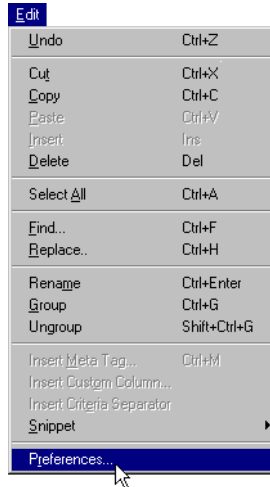 Edit
Undo Ctrl+Z
Cut Ctrl+X
Copy Ctrl+C
Paste Ctrl+V
Insert Ins
Delete Del
Select All Ctrl+A
Find... Ctrl+F
Replace.. Ctrl+H
Rename Ctrl+Enter
Group Ctrl+G
Ungroup Shift+Ctrl+G
Insert Meta Tag... Ctrl+M
Insert Custom Column...
Insert Criteria Separator
Snippet
Preferences...